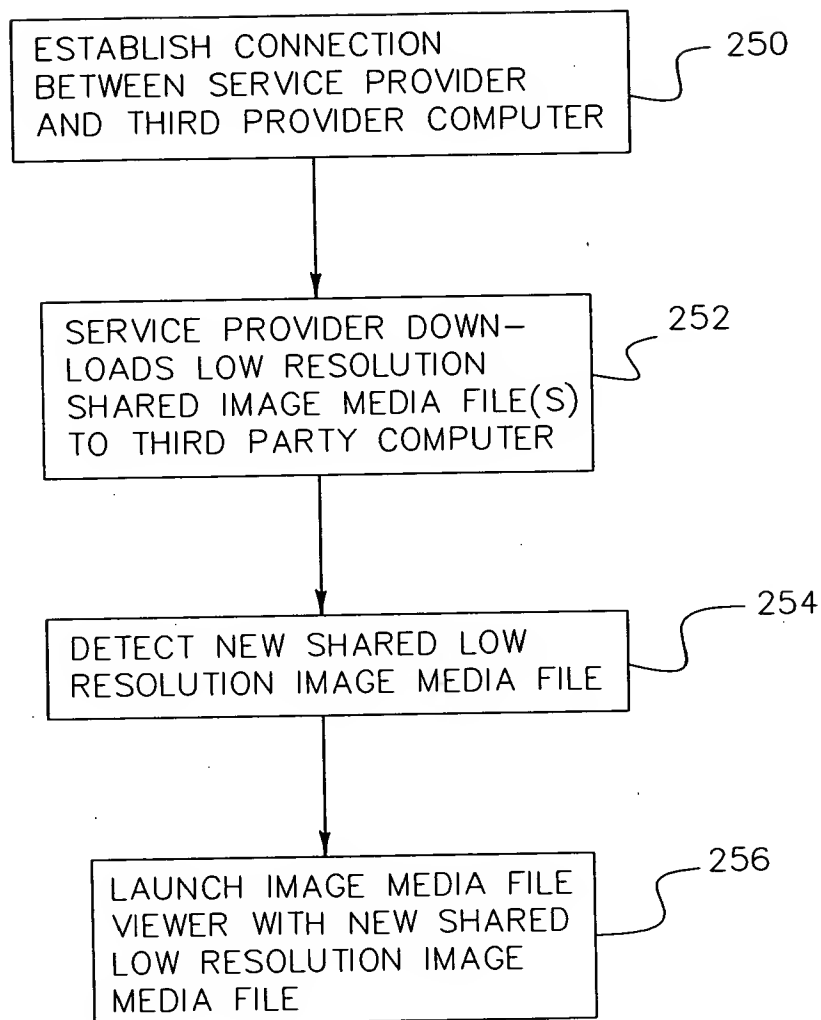 ESTABLISH CONNECTION
BETWEEN SERVICE PROVIDER
AND THIRD PROVIDER COMPUTER
250
SERVICE PROVIDER DOWN-
LOADS LOW RESOLUTION
SHARED IMAGE MEDIA FILE(S)
TO THIRD PARTY COMPUTER
252
DETECT NEW SHARED LOW
RESOLUTION IMAGE MEDIA FILE
254
LAUNCH IMAGE MEDIA FILE
VIEWER WITH NEW SHARED
LOW RESOLUTION IMAGE
MEDIA FILE
256